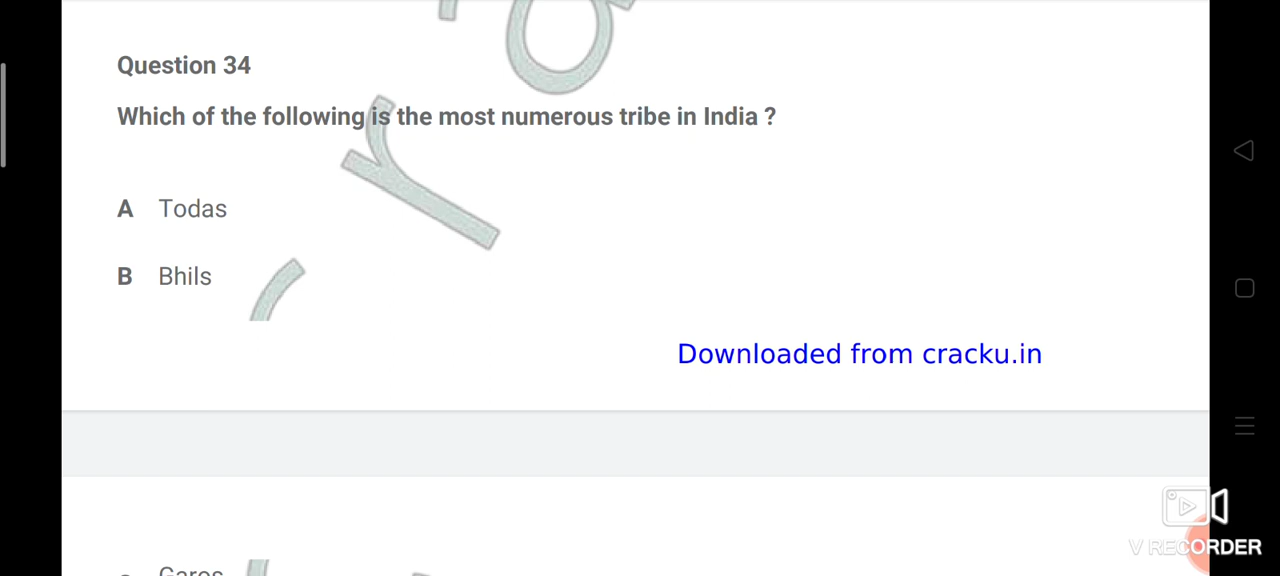 Question 34
Which of the following is the most numerous tribe in India ?
A Todas
B Bhils
Downloaded from cracku.in
Garos
V RECORDER